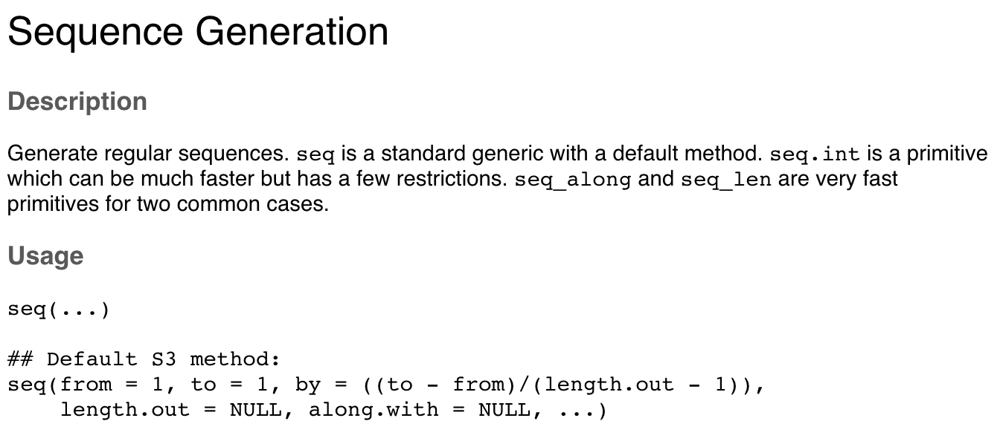 Sequence Generation
Description
Generate regular sequences. seq is a standard generic with a default method. seq.int is a primitive
which can be much faster but has a few restrictions. seq_along and seq_len are very fast
primitives for two common cases.
Usage
seq(...)
## Default S3 method:
seq(from = 1, to = 1, by = ((to - from)/(length.out - 1)),
    length.out = NULL, along.with = NULL, ...)